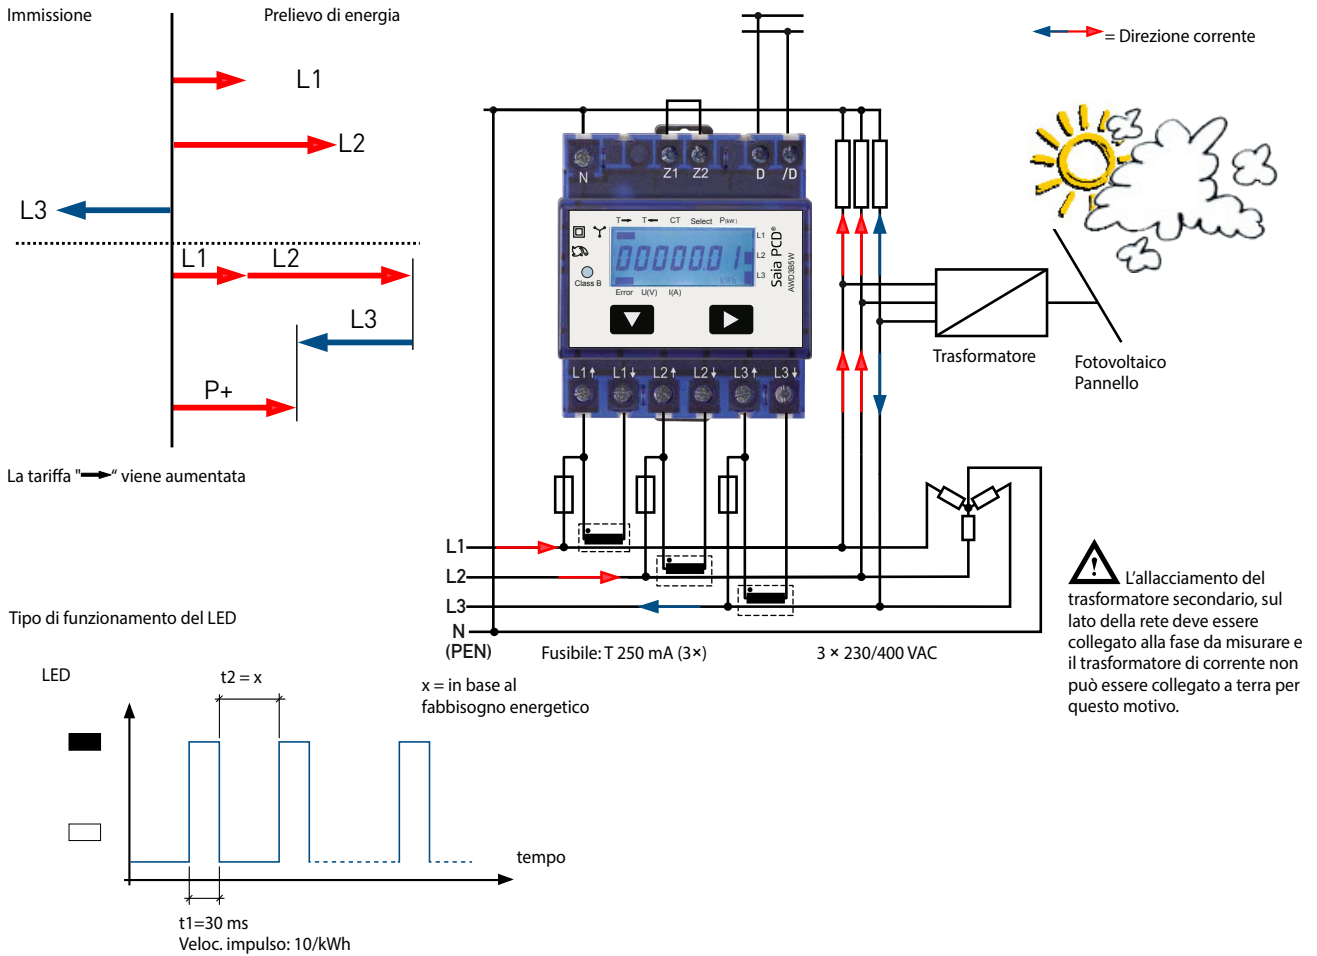 Immissione
Prelievo di energia
L1
L2
L3
L1
L2
L3
P+
La tariffa "
" viene aumentata
= Direzione corrente
N
Z1
Z2
D
/D
T
T
CT
Select
L1
L2
L3
000000.01
kWh
Class B
Error
U(V)
I(A)
Saia PCD®
AWD3B5W
L1
L1
L2
L2
L3
L3
Trasformatore
Fotovoltaico
Pannello
L1
L2
L3
N
(PEN)
Fusibile: T 250 mA (3×)
3 × 230/400 VAC
x = in base al
fabbisogno energetico
!
L'allacciamento del
trasformatore secondario, sul
lato della rete deve essere
collegato alla fase da misurare e
il trasformatore di corrente non
può essere collegato a terra per
questo motivo.
Tipo di funzionamento del LED
LED
t2 = x
tempo
t1=30 ms
Veloc. impulso: 10/kWh